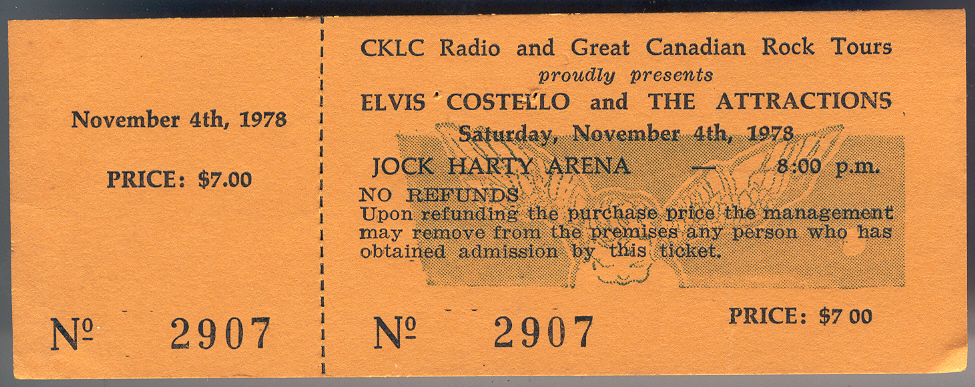 November 4th, 1978
PRICE: $7.00
Nº 2907
CKLC Radio and Great Canadian Rock Tours
proudly presents
ELVIS COSTELLO and THE ATTRACTIONS
Saturday, November 4th, 1978
JOCK HARTY ARENA — 8:00 p.m.
NO REFUNDS
Upon refunding the purchase price the management
may remove from the premises any person who has
obtained admission by this ticket.
Nº 2907
PRICE: $7 00